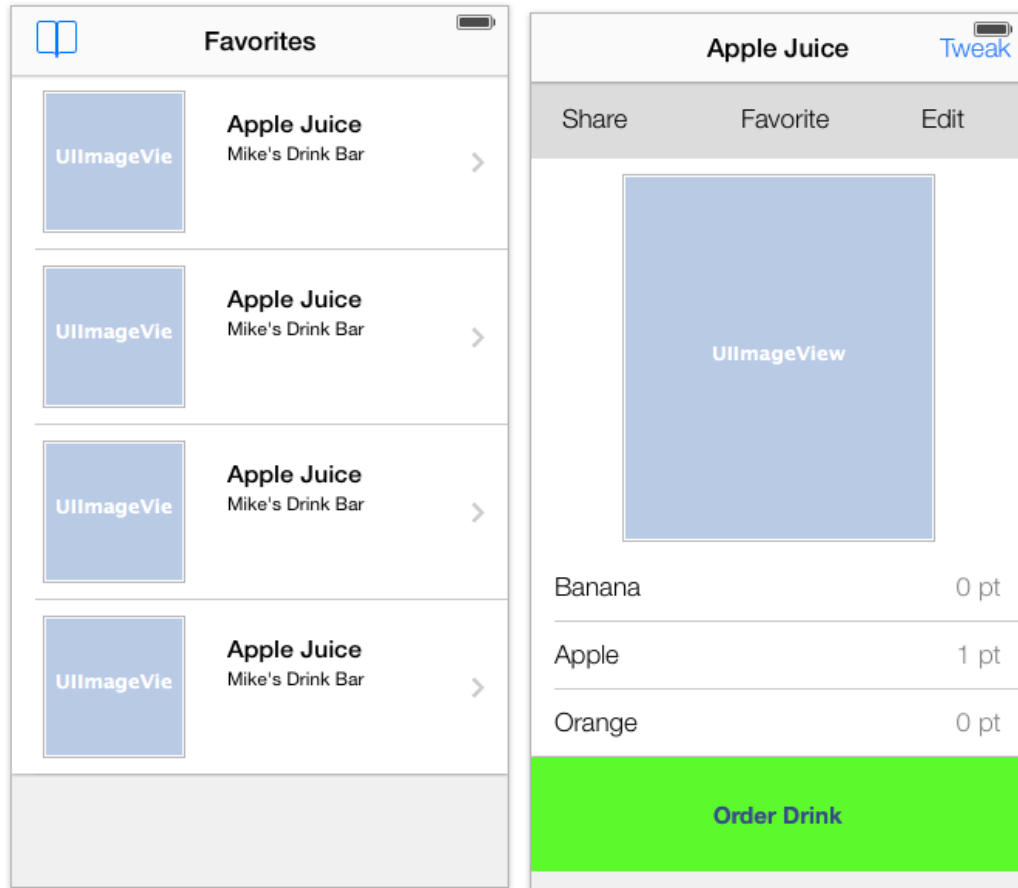 Favorites
UIImageVie
Apple Juice
Mike's Drink Bar
UIImageVie
Apple Juice
Mike's Drink Bar
UIImageVie
Apple Juice
Mike's Drink Bar
UIImageVie
Apple Juice
Mike's Drink Bar
Apple Juice Tweak
Share Favorite Edit
UIImageView
Banana 0 pt
Apple 1 pt
Orange 0 pt
Order Drink